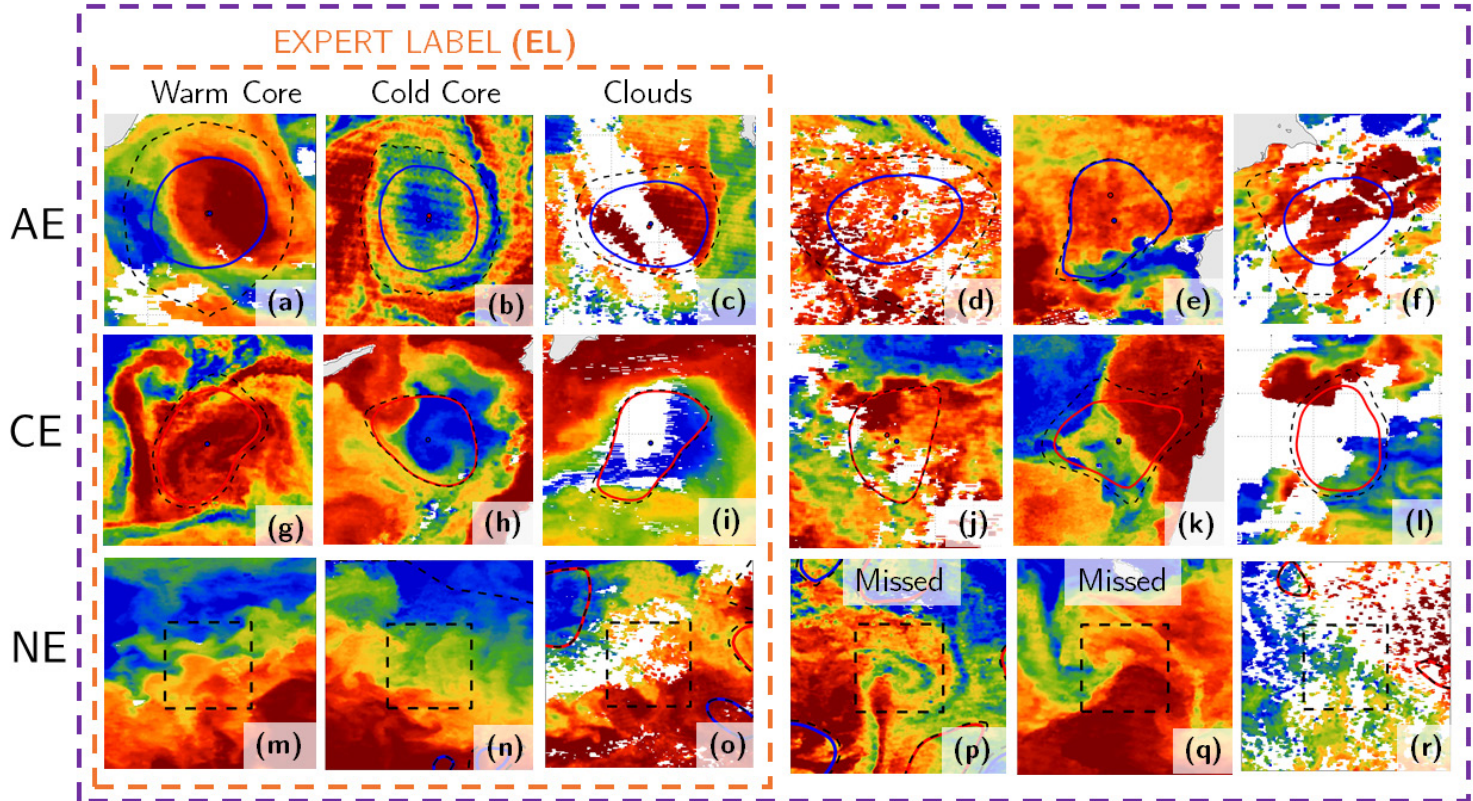 EXPERT LABEL (EL)
Warm Core Cold Core Clouds
AE
(a) (b) (c) (d) (e) (f)
CE
(g) (h) (i) (j) (k) (l)
Missed Missed
NE
(m) (n) (o) (p) (q) (r)